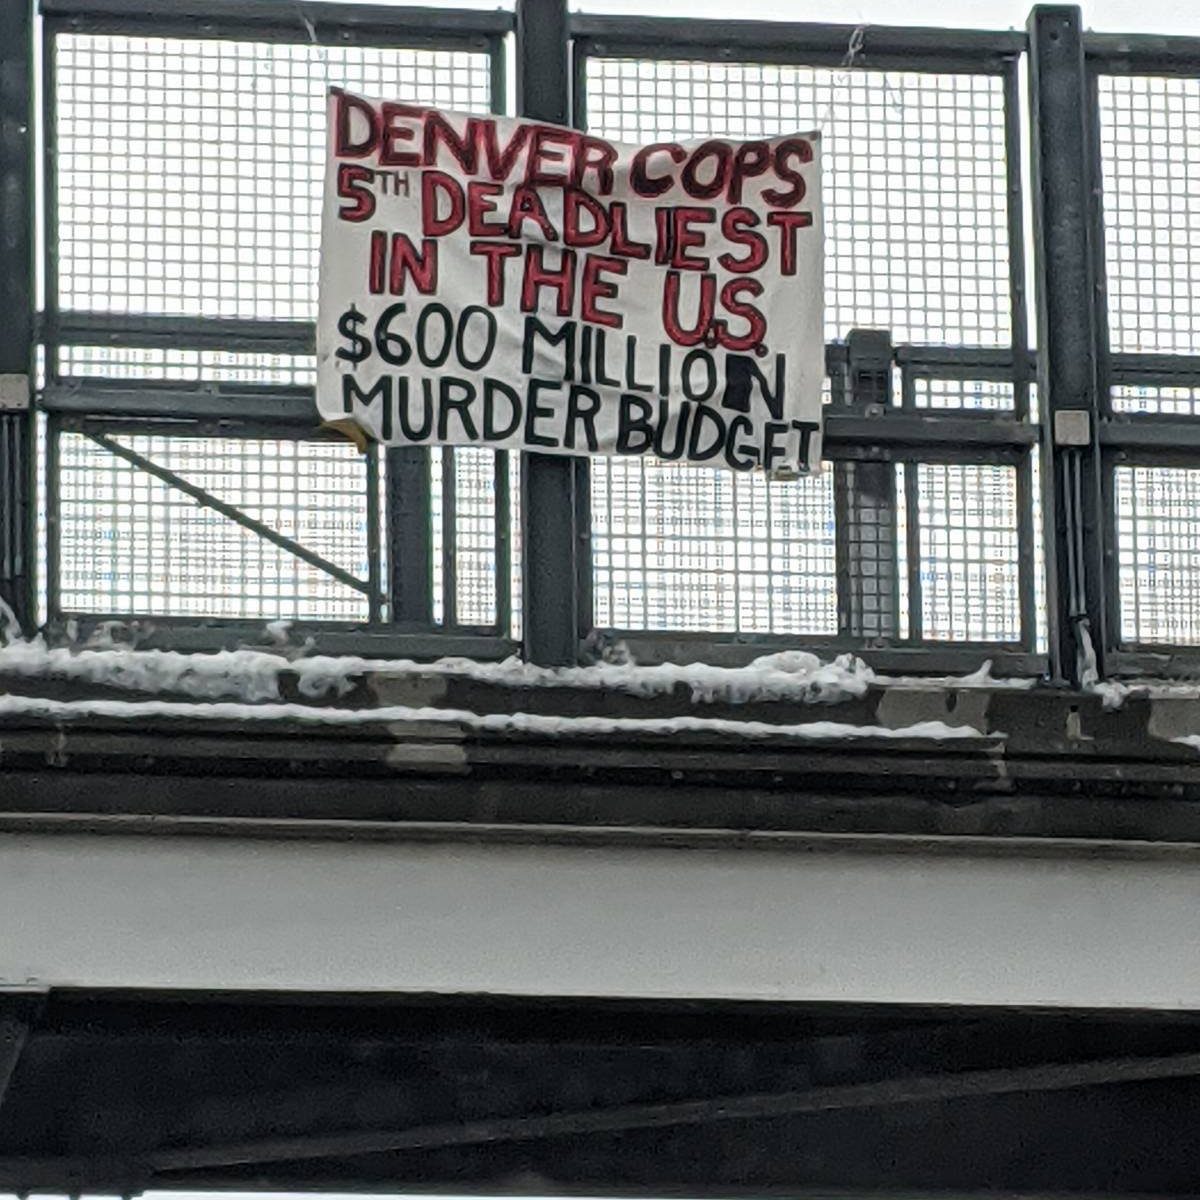 DENVER COPS
5TH DEADLIEST
IN THE U.S.
$600 MILLION
MURDER BUDGET